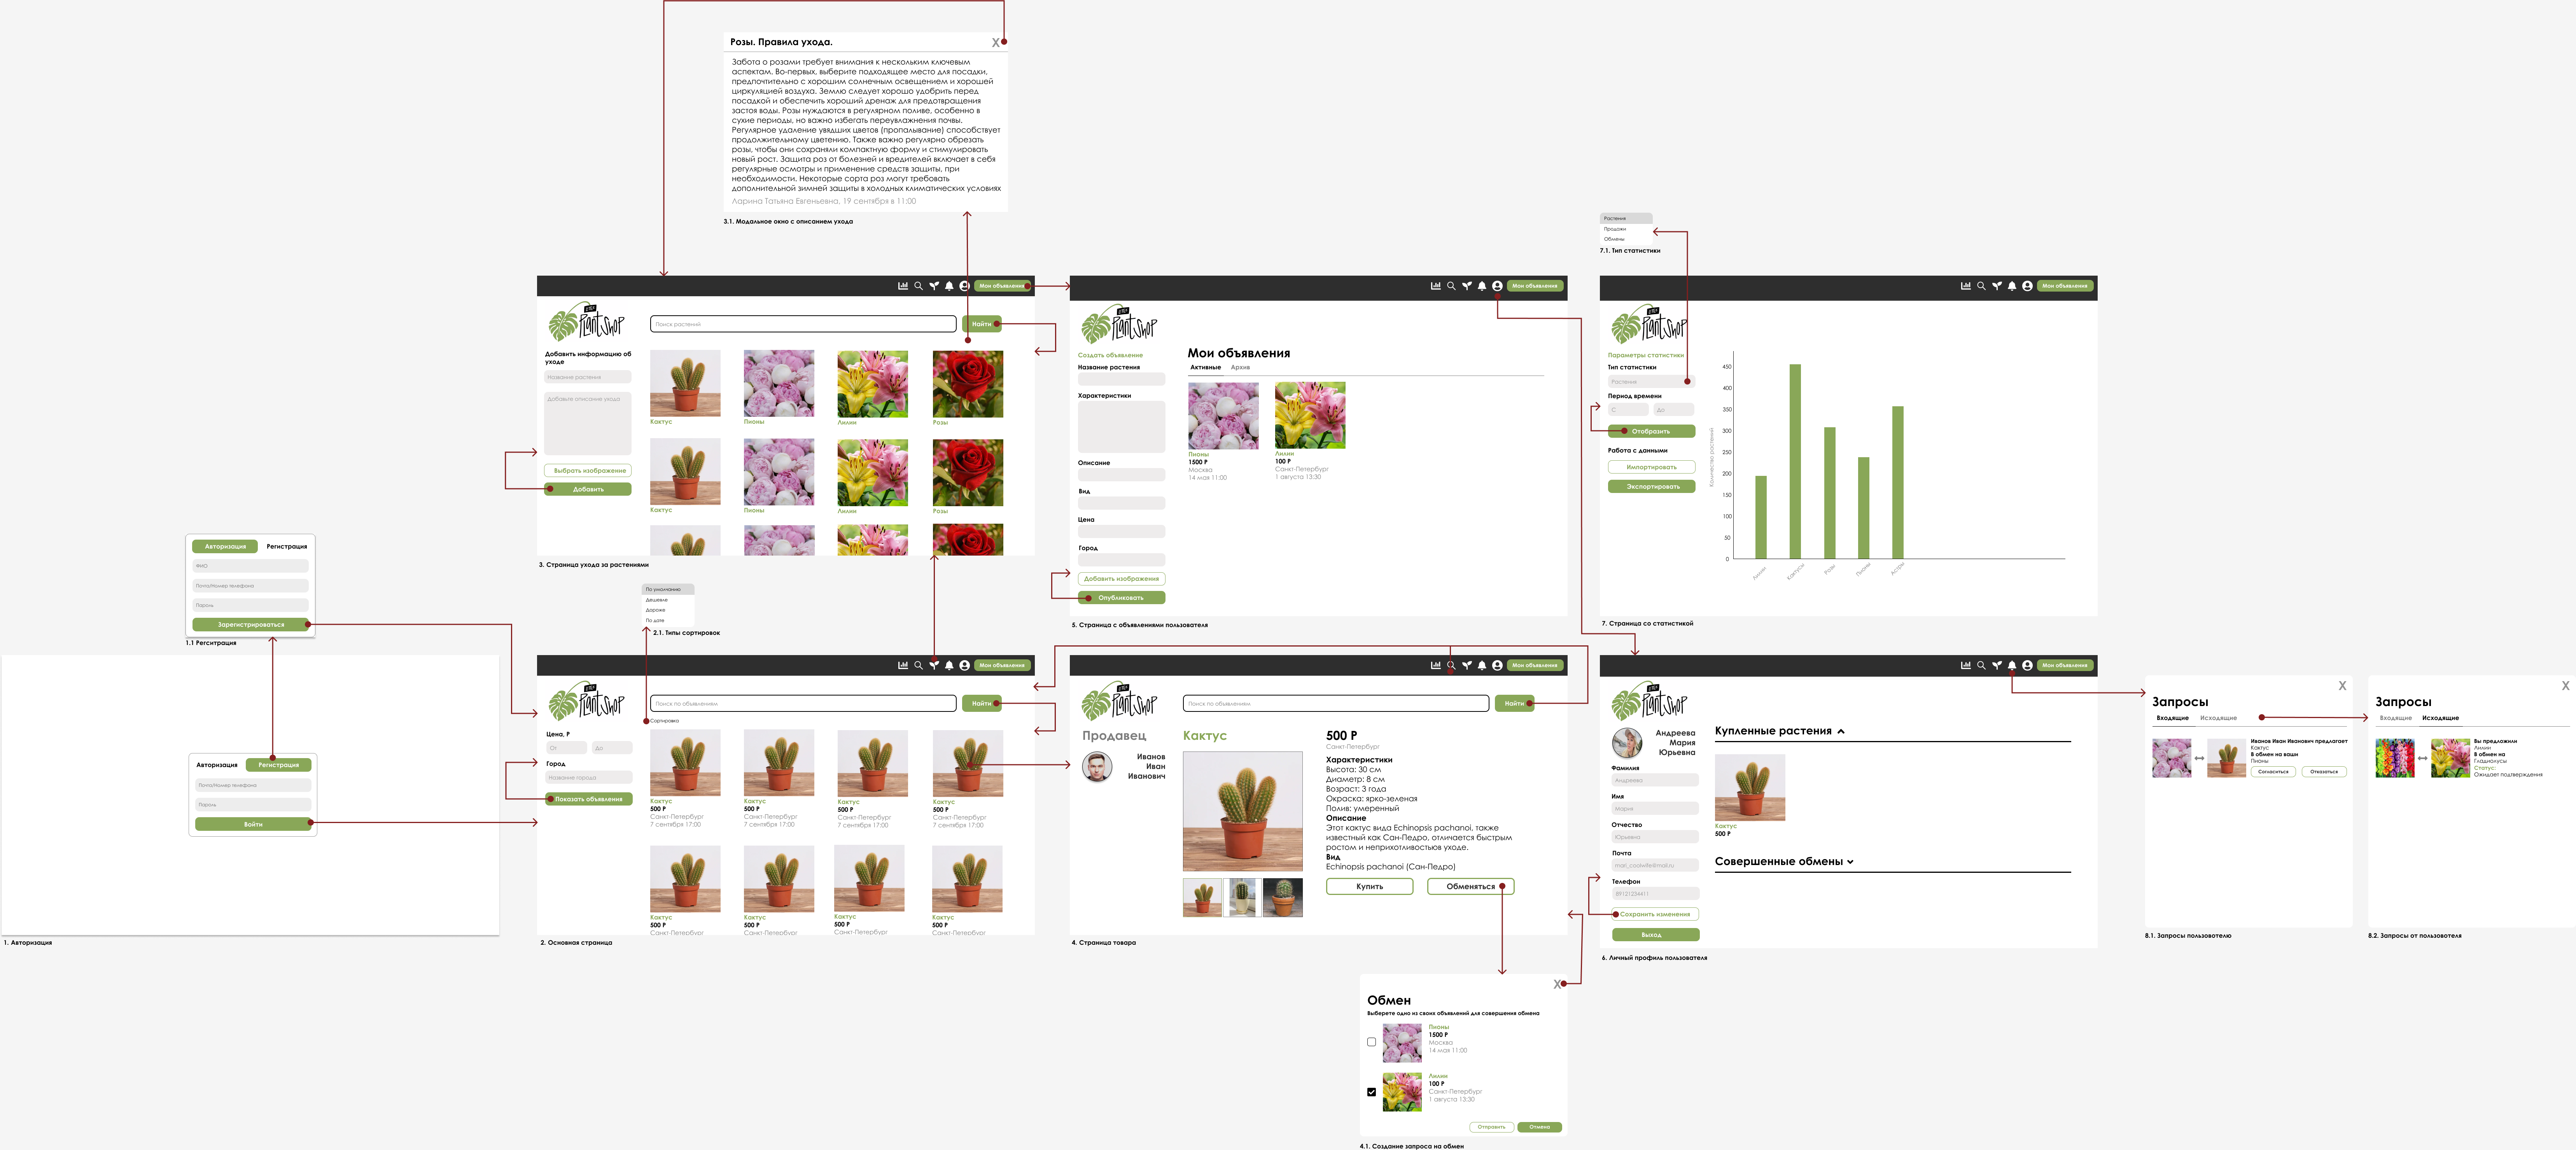 Розы. Правила ухода.
X
Забота о розами требует внимания к нескольким ключевым
аспектам. Во-первых, выберите подходящее место для посадки,
предпочтительно с хорошим солнечным освещением и хорошей
циркуляцией воздуха. Землю следует хорошо удобрить перед
посадкой и обеспечить хороший дренаж для предотвращения
застоя воды. Розы нуждаются в регулярном поливе, особенно в
сухие периоды, но важно избегать переувлажнения почвы.
Регулярное удаление увядших цветов (пропалывание) способствует
продолжительному цветению. Также важно регулярно обрезать
розы, чтобы они сохраняли компактную форму и стимулировать
новый рост. Защита роз от болезней и вредителей включает в себя
регулярные осмотры и применение средств защиты, при
необходимости. Некоторые сорта роз могут требовать
дополнительной зимней защиты в холодных климатических условиях
Ларина Татьяна Евгеньевна, 19 сентября в 11:00
3.1. Модальное окно с описанием ухода
Мои объявления
Plant Shop
Поиск растений
Найти
Добавить информацию об
уходе
Название растения
Добавьте описание ухода
Выбрать изображение
Добавить
Кактус
Пионы
Лилии
Розы
Кактус
Пионы
Лилии
Розы
3. Страница ухода за растениями
Мои объявления
Plant Shop
Создать объявление
Название растения
Характеристики
Описание
Вид
Цена
Город
Добавить изображения
Опубликовать
Мои объявления
Активные
Архив
Пионы
1500 Р
Москва
14 мая 11:00
Лилии
100 Р
Санкт-Петербург
1 августа 13:30
5. Страница с объявлениями пользователя
Растения
Продажи
Обмены
7.1. Тип статистики
Мои объявления
Plant Shop
Параметры статистики
Тип статистики
Растения
Период времени
С
До
Отобразить
Работа с данными
Импортировать
Экспортировать
Количество растений
450
400
350
300
250
200
150
100
50
0
Лилии
Кактусы
Розы
Пионы
Астры
7. Страница со статистикой
Авторизация
Регистрация
ФИО
Почта/Номер телефона
Пароль
Зарегистрироваться
1.1 Региcтрация
Авторизация
Регистрация
Почта/Номер телефона
Пароль
Войти
1. Авторизация
По умолчанию
Дешевле
Дороже
По дате
2.1. Типы сортировок
Мои объявления
Plant Shop
Поиск по объявлениям
Найти
Сортировка
Цена, Р
От
До
Город
Название города
Показать объявления
Кактус
500 Р
Санкт-Петербург
7 сентября 17:00
Кактус
500 Р
Санкт-Петербург
7 сентября 17:00
Кактус
500 Р
Санкт-Петербург
7 сентября 17:00
Кактус
500 Р
Санкт-Петербург
7 сентября 17:00
Кактус
500 Р
Санкт-Петербург
Кактус
500 Р
Санкт-Петербург
Кактус
500 Р
Санкт-Петербург
Кактус
500 Р
Санкт-Петербург
2. Основная страница
Мои объявления
Plant Shop
Поиск по объявлениям
Найти
Продавец
Иванов
Иван
Иванович
Кактус
500 Р
Санкт-Петербург
Характеристики
Высота: 30 см
Диаметр: 8 см
Возраст: 3 года
Окраска: ярко-зеленая
Полив: умеренный
Описание
Этот кактус вида Echinopsis pachanoi, также
известный как Сан-Педро, отличается быстрым
ростом и неприхотливостьюв уходе.
Вид
Echinopsis pachanoi (Сан-Педро)
Купить
Обменяться
4. Страница товара
X
Обмен
Выберете одно из своих объявлений для совершения обмена
Пионы
1500 Р
Москва
14 мая 11:00
Лилии
100 Р
Санкт-Петербург
1 августа 13:30
Отправить
Отмена
4.1. Создание запроса на обмен
Мои объявления
Plant Shop
Андреева
Мария
Юрьевна
Фамилия
Андреева
Имя
Мария
Отчество
Юрьевна
Почта
mari_coolwife@mail.ru
Телефон
89121234411
Сохранить изменения
Выход
Купленные растения
Кактус
500 Р
Совершенные обмены
6. Личный профиль пользователя
X
Запросы
Входящие
Исходящие
Иванов Иван Иванович предлагает
Кактус
В обмен на ваши
Пионы
Согласиться
Отказаться
8.1. Запросы пользовотелю
X
Запросы
Входящие
Исходящие
Вы предложили
Лилии
В обмен на
Гладиолусы
Статус:
Ожидает подтверждения
8.2. Запросы от пользовотеля